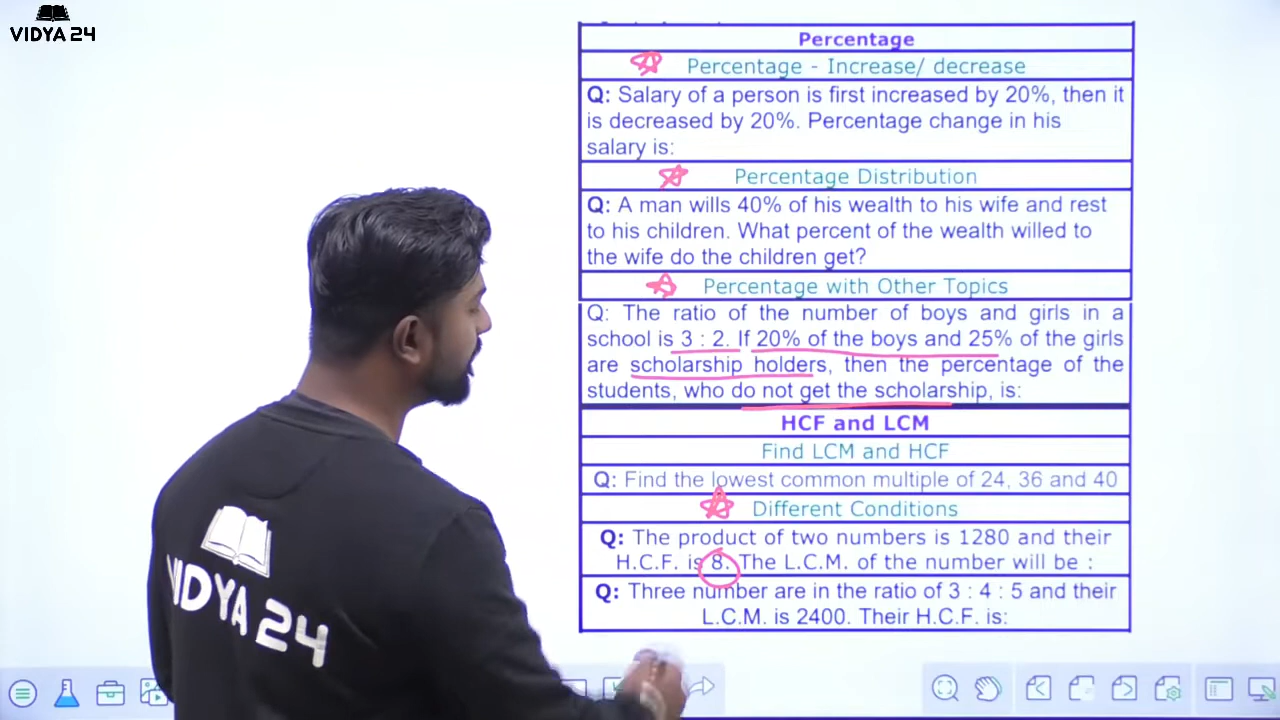 VIDYA 24
Percentage
Percentage - Increase/ decrease
Q: Salary of a person is first increased by 20%, then it
is decreased by 20%. Percentage change in his
salary is:
Percentage Distribution
Q: A man wills 40% of his wealth to his wife and rest
to his children. What percent of the wealth willed to
the wife do the children get?
Percentage with Other Topics
Q: The ratio of the number of boys and girls in a
school is 3 : 2. If 20% of the boys and 25% of the girls
are scholarship holders, then the percentage of the
students, who do not get the scholarship, is:
HCF and LCM
Find LCM and HCF
Q: Find the lowest common multiple of 24, 36 and 40
Different Conditions
Q: The product of two numbers is 1280 and their
H.C.F. is 8. The L.C.M. of the number will be :
Q: Three number are in the ratio of 3 : 4 : 5 and their
L.C.M. is 2400. Their H.C.F. is:
VIDYA 24